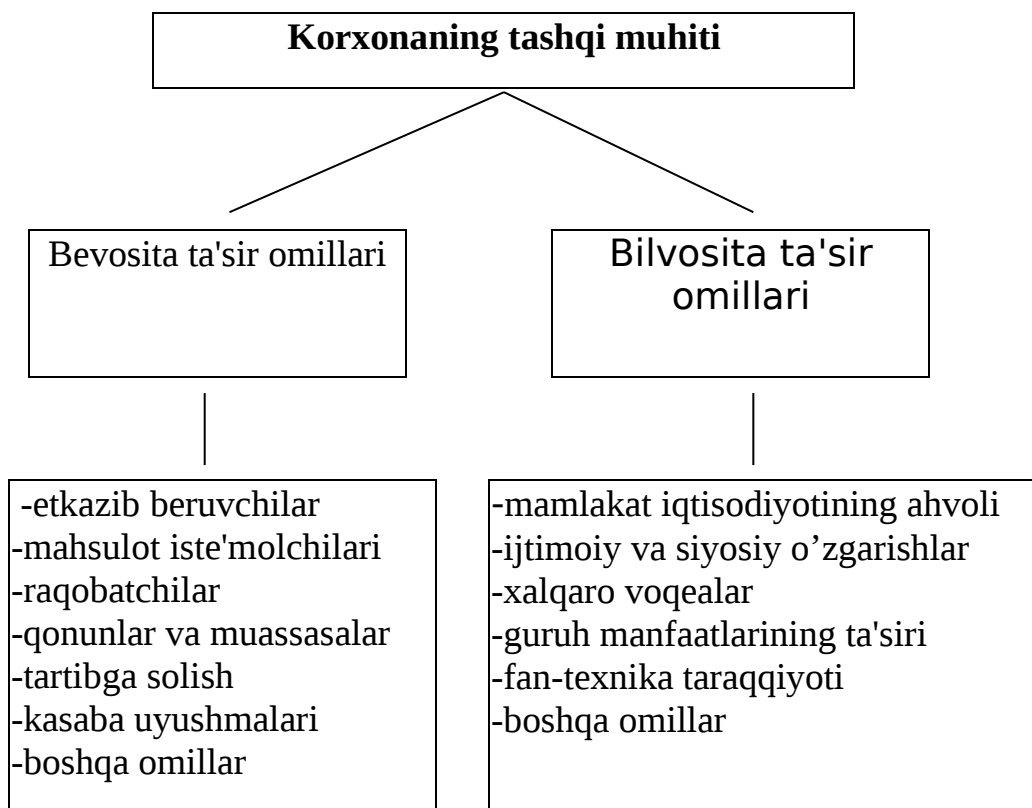 Korxonaning tashqi muhiti
Bevosita ta'sir omillari
Bilvosita ta'sir
omillari
-etkazib beruvchilar
-mahsulot iste'molchilari
-raqobatchilar
-qonunlar va muassasalar
-tartibga solish
-kasaba uyushmalari
-boshqa omillar
-mamlakat iqtisodiyotining ahvoli
-ijtimoiy va siyosiy o’zgarishlar
-xalqaro voqealar
-guruh manfaatlarining ta'siri
-fan-texnika taraqqiyoti
-boshqa omillar